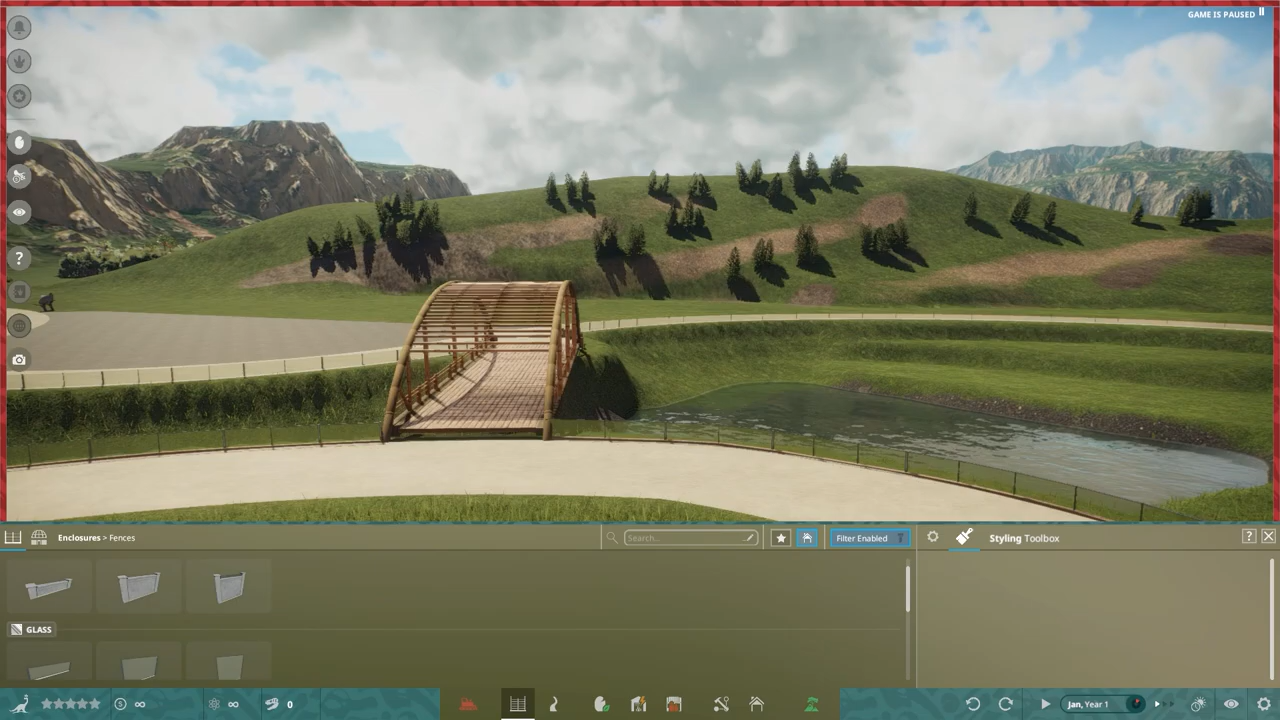 GAME IS PAUSED
?
Enclosures > Fences
Search...
Filter Enabled
Styling Toolbox
?
GLASS
∞
∞
0
Jan, Year 1